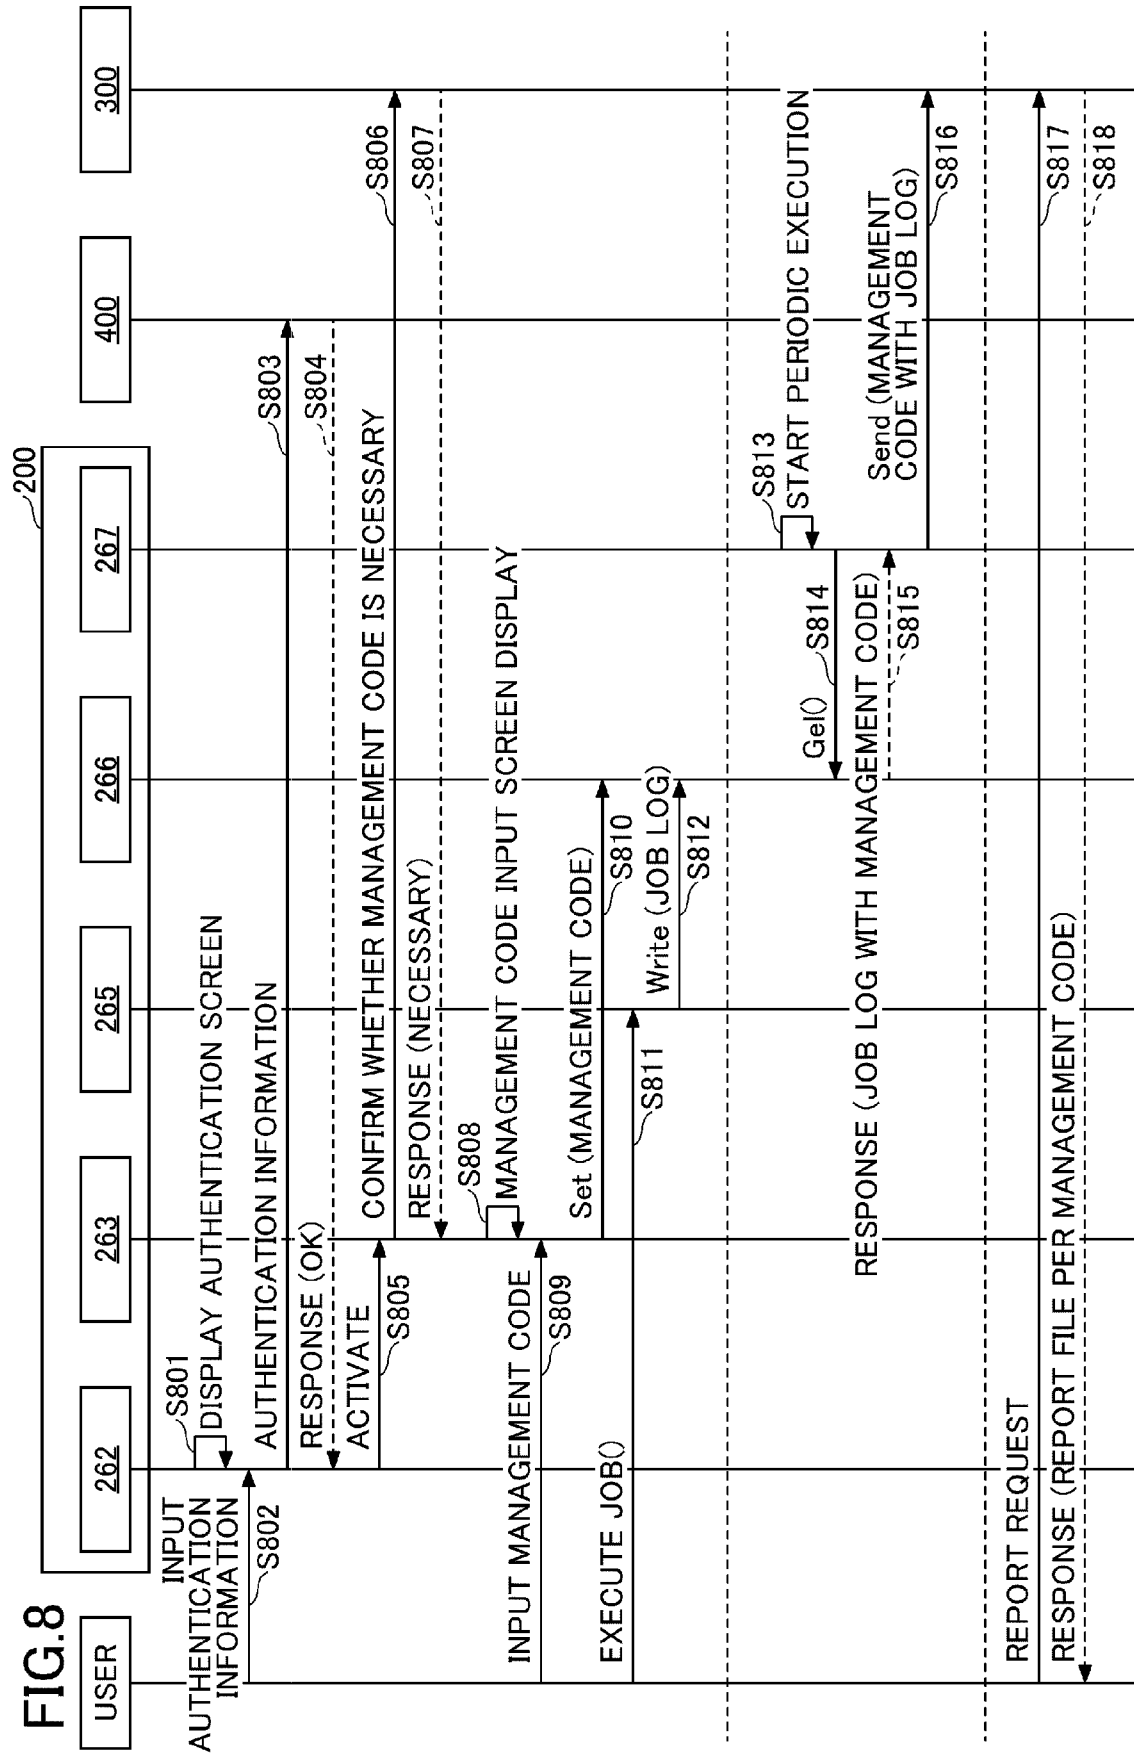 FIG.8
200
USER
262
263
265
266
267
400
300
S801
DISPLAY AUTHENTICATION SCREEN
INPUT
AUTHENTICATION
INFORMATION
S802
AUTHENTICATION INFORMATION
S803
RESPONSE (OK)
S804
ACTIVATE
S805
CONFIRM WHETHER MANAGEMENT CODE IS NECESSARY
S806
RESPONSE (NECESSARY)
S807
S808
MANAGEMENT CODE INPUT SCREEN DISPLAY
INPUT MANAGEMENT CODE
S809
Set (MANAGEMENT CODE)
S810
EXECUTE JOB()
S811
Write (JOB LOG)
S812
S813
START PERIODIC EXECUTION
Gel()
S814
RESPONSE (JOB LOG WITH MANAGEMENT CODE)
S815
Send (MANAGEMENT
CODE WITH JOB LOG)
S816
REPORT REQUEST
S817
RESPONSE (REPORT FILE PER MANAGEMENT CODE)
S818